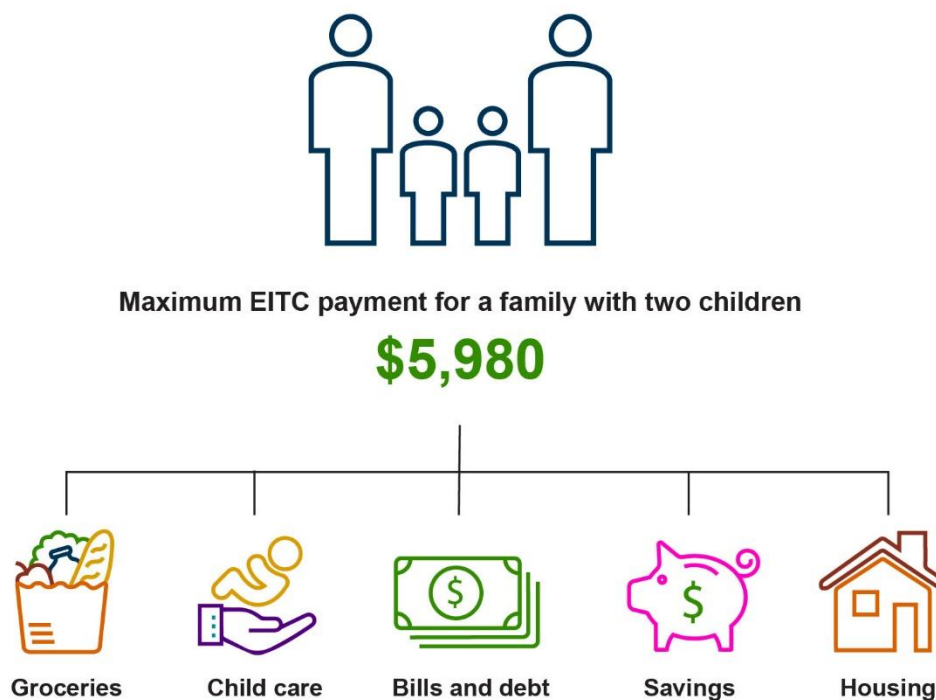 Maximum EITC payment for a family with two children
$5,980
$
$
Groceries
Child care
Bills and debt
Savings
Housing